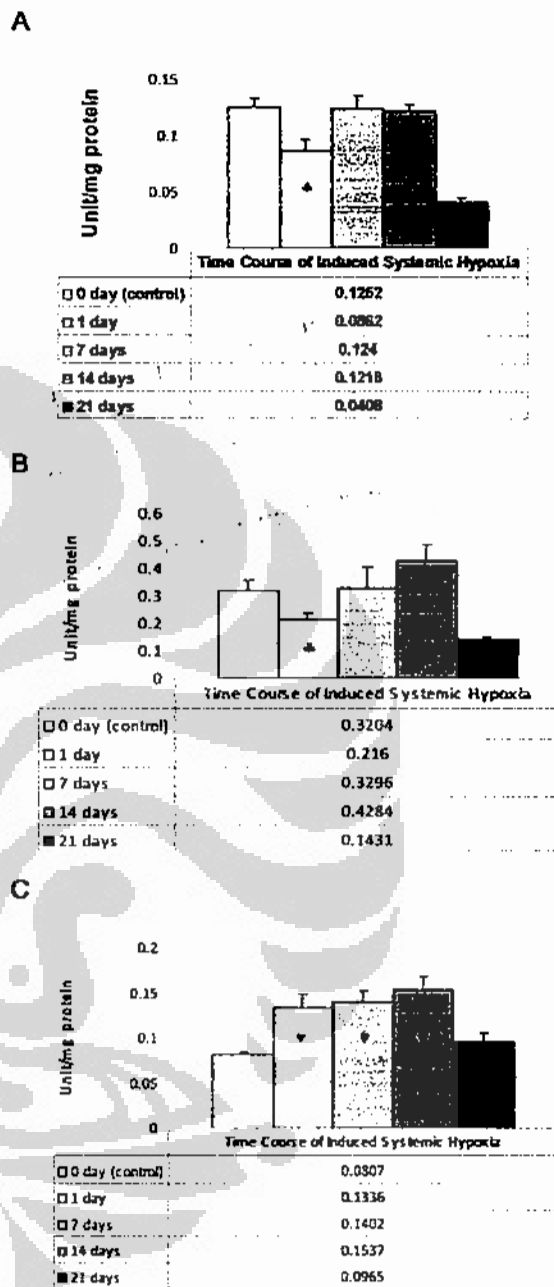 A
Unit/mg protein
0.15
0.1
0.05
0
Time Course of Induced Systemic Hypoxia
0 day (control) 0.1262
1 day 0.0862
7 days 0.124
14 days 0.1218
21 days 0.0408
B
Unit/mg protein
0.6
0.5
0.4
0.3
0.2
0.1
0
Time Course of Induced Systemic Hypoxia
0 day (control) 0.3204
1 day 0.216
7 days 0.3296
14 days 0.4284
21 days 0.1431
C
Unit/mg protein
0.2
0.15
0.1
0.05
0
Time Course of Induced Systemic Hypoxia
0 day (control) 0.0807
1 day 0.1336
7 days 0.1402
14 days 0.1537
21 days 0.0965